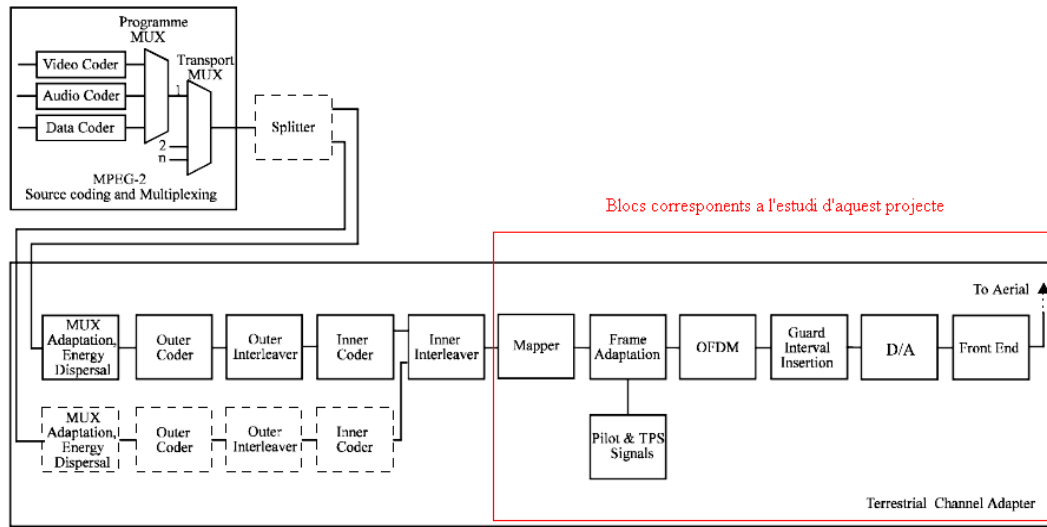 Programme
MUX
Transport
MUX
Video Coder
Audio Coder
Data Coder
1
2
n
MPEG-2
Source coding and Multiplexing
Splitter
Blocs corresponents a l'estudi d'aquest projecte
To Aerial
MUX
Adaptation,
Energy
Dispersal
Outer
Coder
Outer
Interleaver
Inner
Coder
Inner
Interleaver
Mapper
Frame
Adaptation
OFDM
Guard
Interval
Insertion
D/A
Front End
MUX
Adaptation,
Energy
Dispersal
Outer
Coder
Outer
Interleaver
Inner
Coder
Pilot & TPS
Signals
Terrestrial Channel Adapter